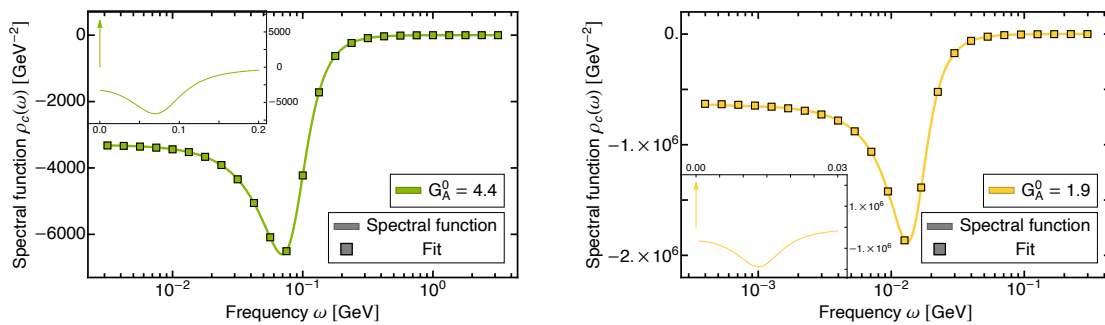 Spectral function ρc(ω) [GeV⁻²]
0
−2000
−4000
−6000
5000
0
−5000
0.0 0.1 0.2
G⁰_A = 4.4
Spectral function
Fit
10⁻² 10⁻¹ 10⁰
Frequency ω [GeV]
Spectral function ρc(ω) [GeV⁻²]
0.
−1.×10⁶
−2.×10⁶
0.00 0.03
1.×10⁶
−1.×10⁶
G⁰_A = 1.9
Spectral function
Fit
10⁻³ 10⁻² 10⁻¹
Frequency ω [GeV]